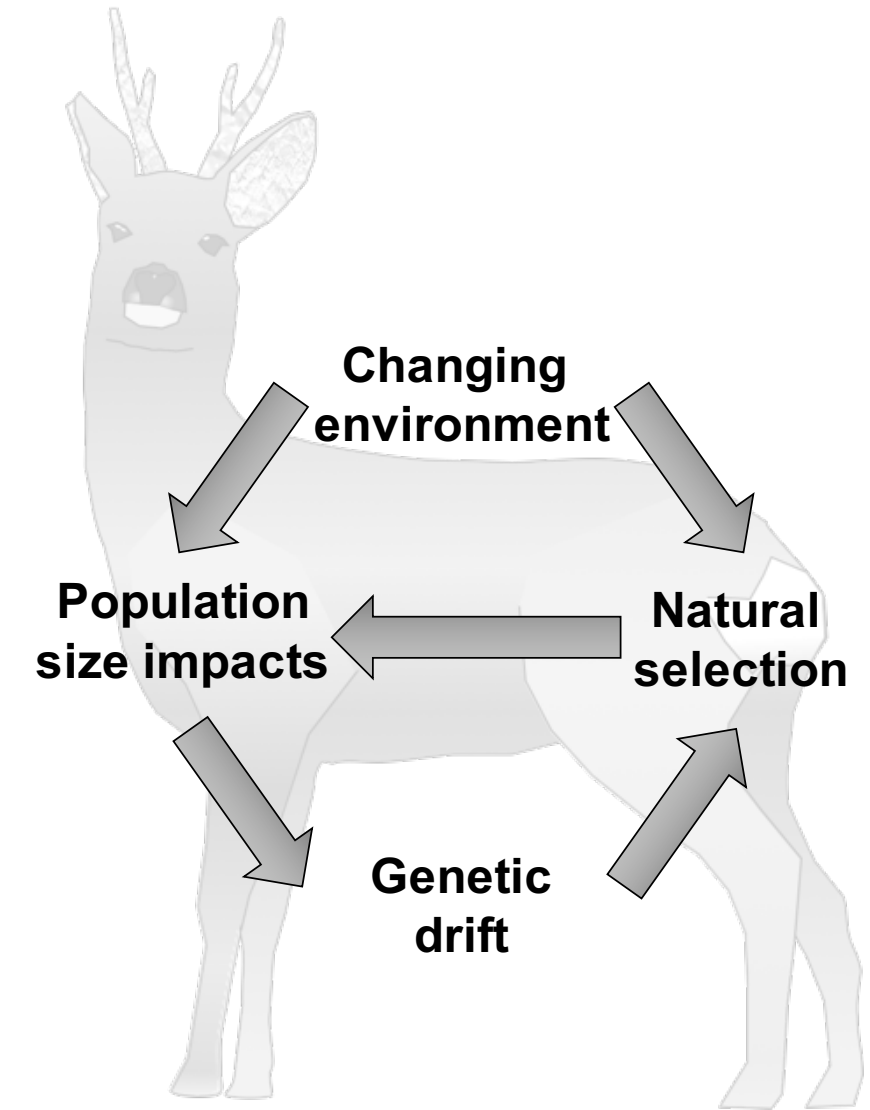 Changing
environment
Population
size impacts
Natural
selection
Genetic
drift